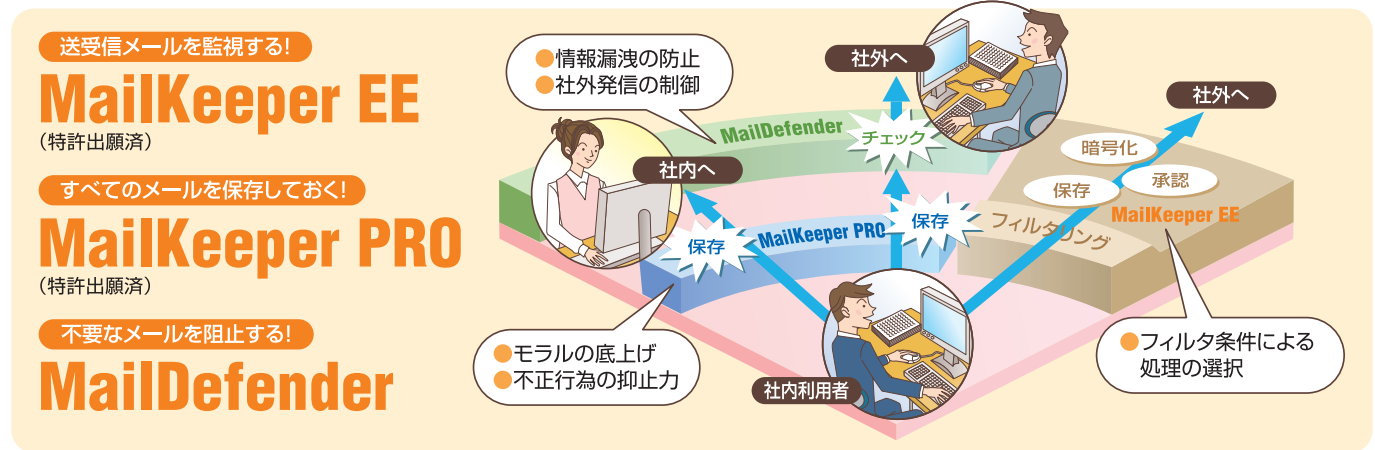 送受信メールを監視する!
MailKeeper EE
(特許出願済)
すべてのメールを保存しておく!
MailKeeper PRO
(特許出願済)
不要なメールを阻止する!
MailDefender
●情報漏洩の防止
●社外発信の制御
社外へ
社外へ
MailDefender
チェック
暗号化
社内へ
保存
承認
MailKeeper EE
フィルタリング
保存
MailKeeper PRO
保存
●モラルの底上げ
●不正行為の抑止力
社内利用者
●フィルタ条件による
処理の選択